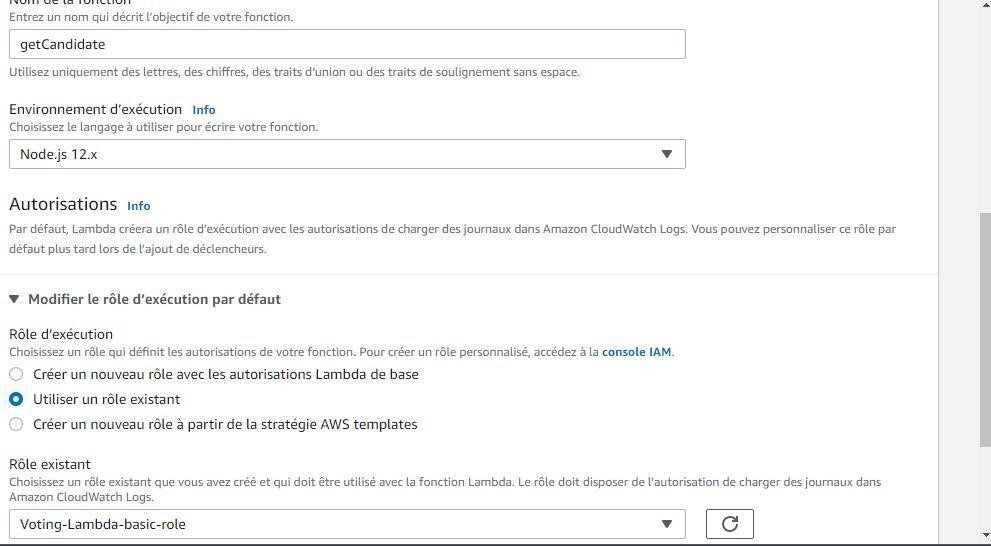 Nom de la fonction
Entrez un nom qui décrit l'objectif de votre fonction.
getCandidate
Utilisez uniquement des lettres, des chiffres, des traits d'union ou des traits de soulignement sans espace.
Environnement d'exécution Info
Choisissez le langage à utiliser pour écrire votre fonction.
Node.js 12.x
Autorisations Info
Par défaut, Lambda créera un rôle d'exécution avec les autorisations de charger des journaux dans Amazon CloudWatch Logs. Vous pouvez personnaliser ce rôle par
défaut plus tard lors de l'ajout de déclencheurs.
Modifier le rôle d'exécution par défaut
Rôle d'exécution
Choisissez un rôle qui définit les autorisations de votre fonction. Pour créer un rôle personnalisé, accédez à la console IAM.
Créer un nouveau rôle avec les autorisations Lambda de base
Utiliser un rôle existant
Créer un nouveau rôle à partir de la stratégie AWS templates
Rôle existant
Choisissez un rôle existant que vous avez créé et qui doit être utilisé avec la fonction Lambda. Le rôle doit disposer de l'autorisation de charger des journaux dans
Amazon CloudWatch Logs.
Voting-Lambda-basic-role